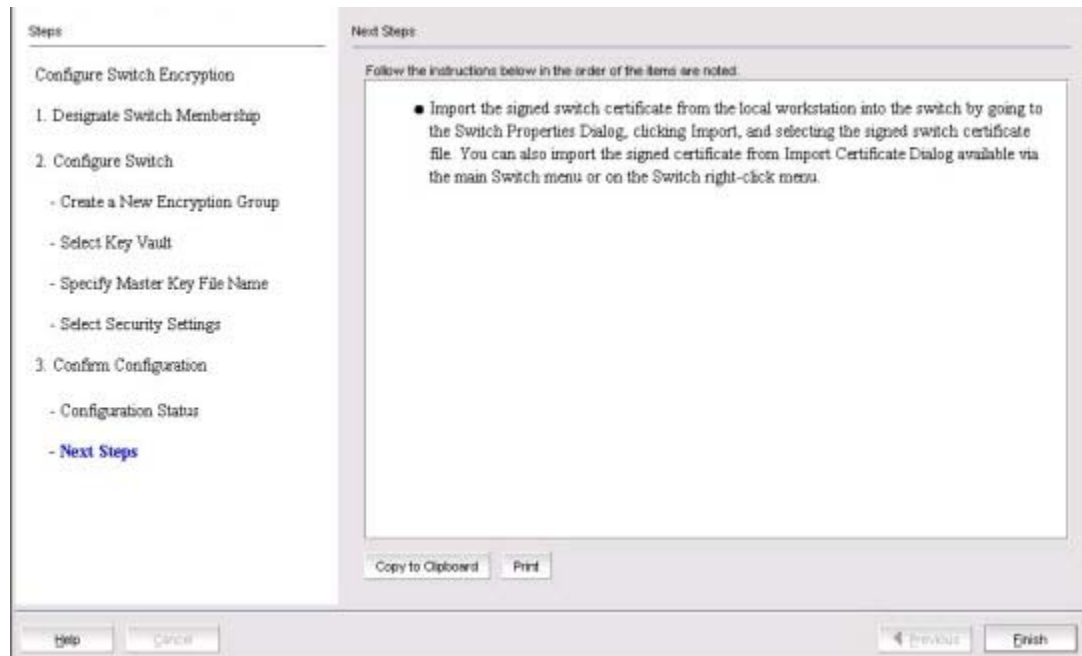 Steps
Configure Switch Encryption
1. Designate Switch Membership
2. Configure Switch
- Create a New Encryption Group
- Select Key Vault
- Specify Master Key File Name
- Select Security Settings
3. Confirm Configuration
- Configuration Status
- Next Steps
Next Steps
Follow the instructions below in the order of the items are noted.
● Import the signed switch certificate from the local workstation into the switch by going to
the Switch Properties Dialog, clicking Import, and selecting the signed switch certificate
file. You can also import the signed certificate from Import Certificate Dialog available via
the main Switch menu or on the Switch right-click menu.
Copy to Clipboard
Print
Help
Cancel
Previous
Finish